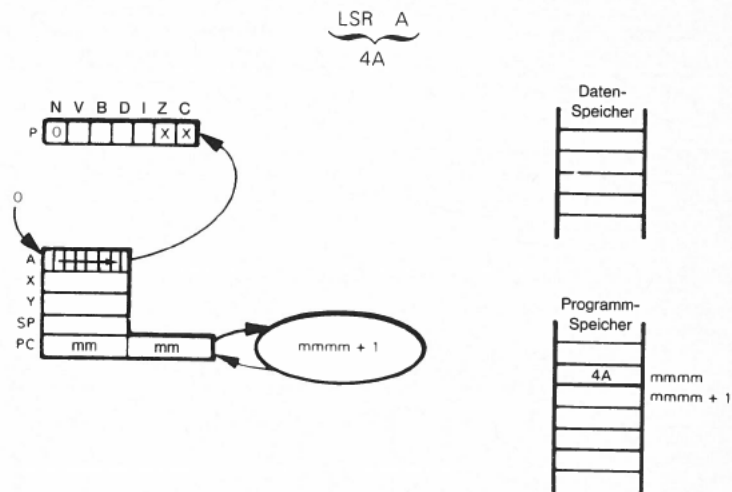 LSR A
4A
N V B D I Z C
P 0 X X
0
A
X
Y
SP
PC mm mm
mmmm + 1
Daten-
Speicher
Programm-
Speicher
4A mmmm
mmmm + 1